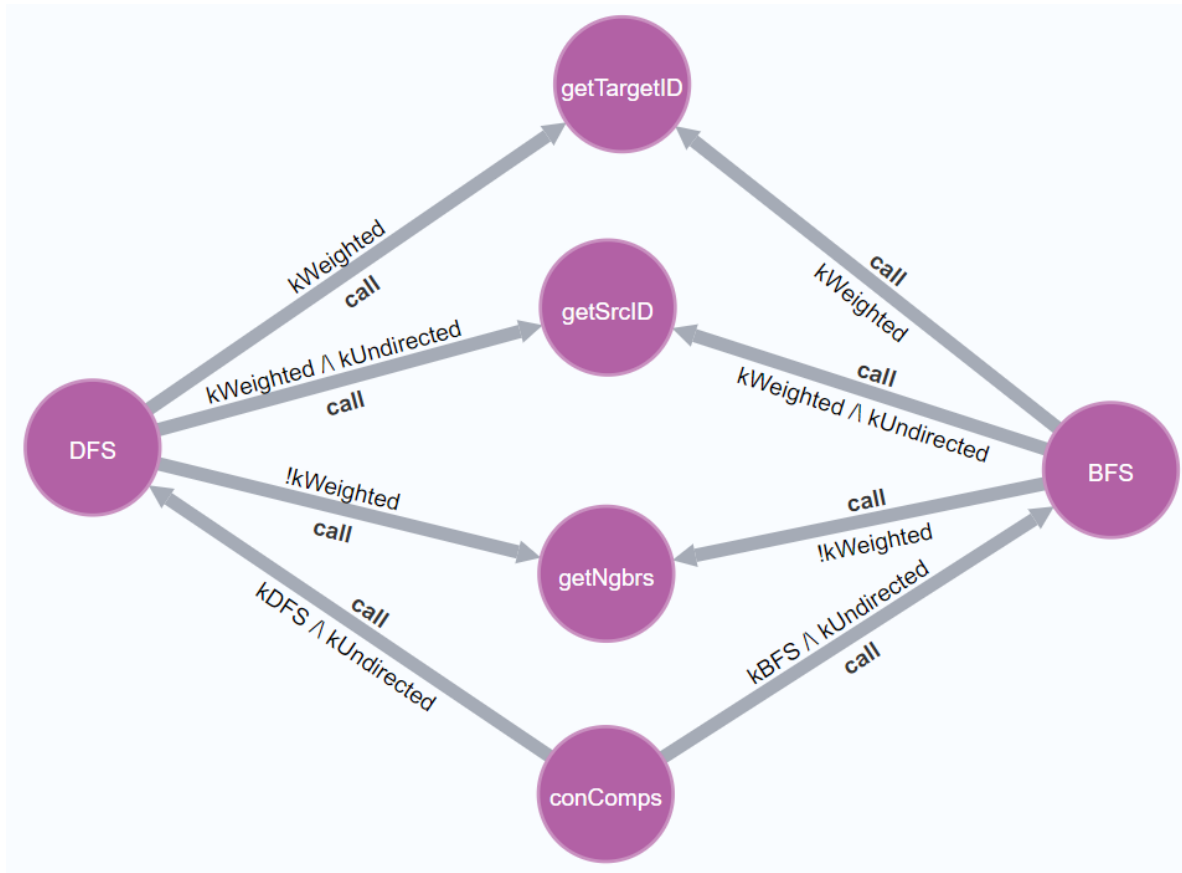 getTargetID
kWeighted
call
call
kWeighted
getSrcID
kWeighted /\ kUndirected
call
call
kWeighted /\ kUndirected
DFS
BFS
!kWeighted
call
call
!kWeighted
getNgbrs
call
kDFS /\ kUndirected
kBFS /\ kUndirected
call
conComps